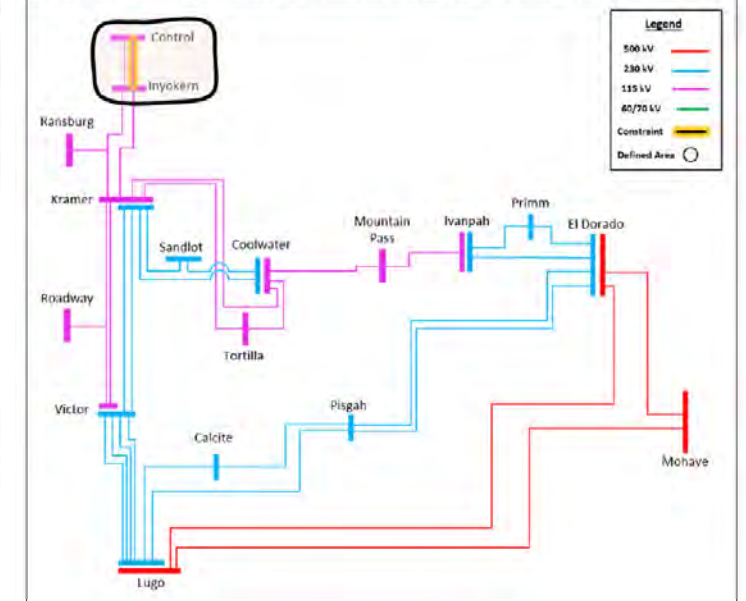 Legend
500 kV
230 kV
115 kV
60/70 kV
Constraint
Defined Area
Control
Inyokern
Ransburg
Kramer
Sandlot
Coolwater
Mountain
Pass
Ivanpah
Primm
El Dorado
Roadway
Tortilla
Victor
Pisgah
Calcite
Mohave
Lugo